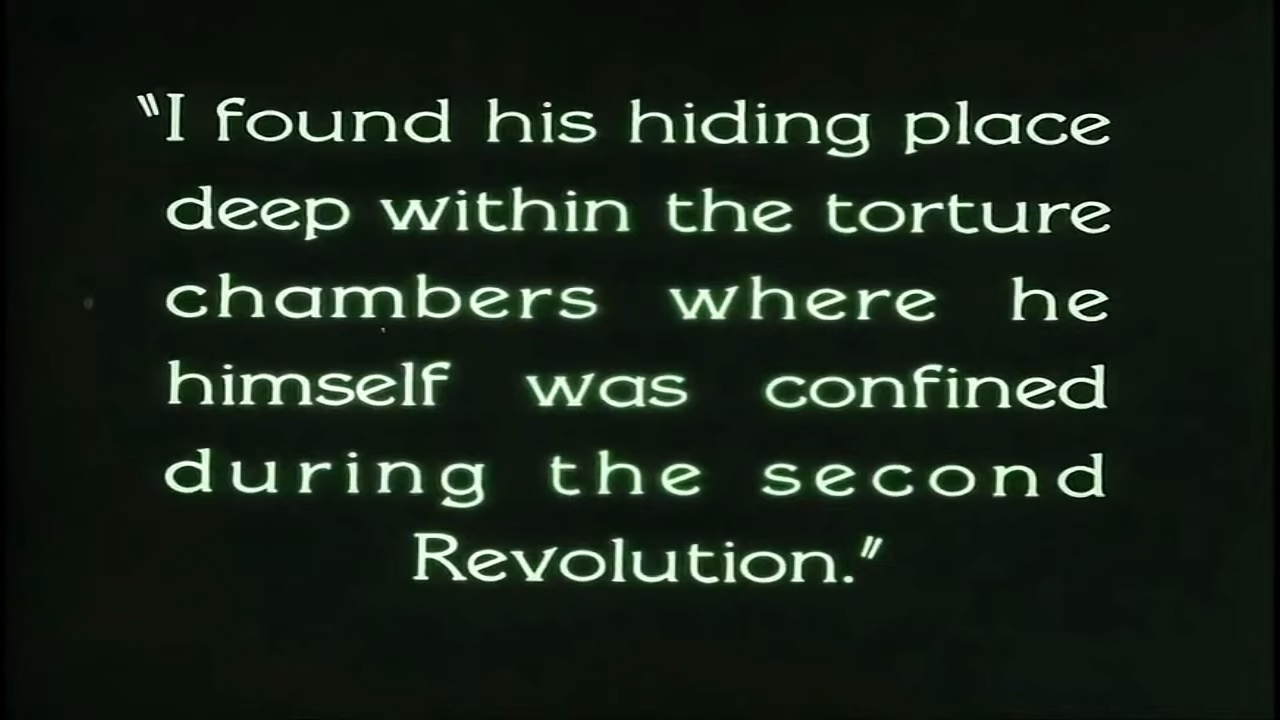 "I found his hiding place
deep within the torture
chambers where he
himself was confined
during the second
Revolution."